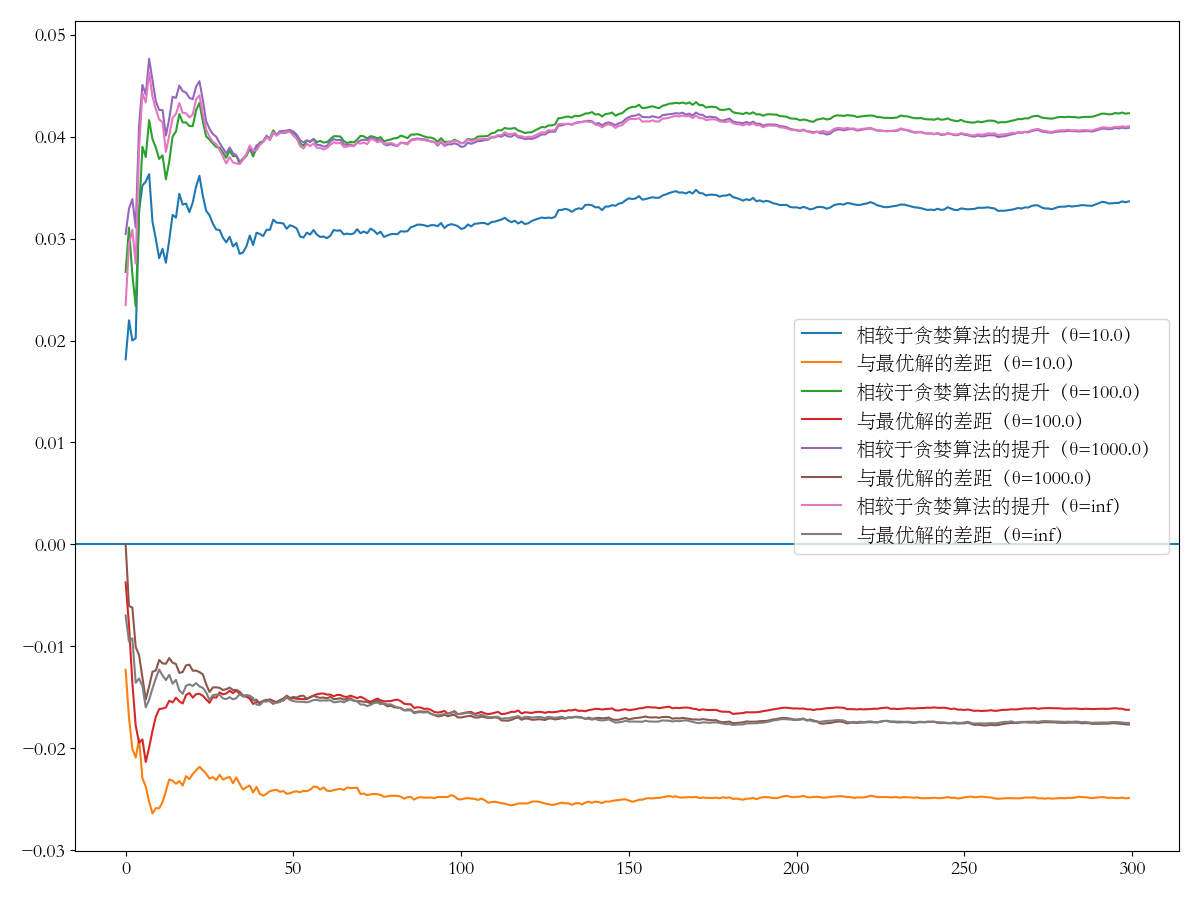 0.05
0.04
0.03
0.02
0.01
0.00
−0.01
−0.02
−0.03
相较于贪婪算法的提升（θ=10.0）
与最优解的差距（θ=10.0）
相较于贪婪算法的提升（θ=100.0）
与最优解的差距（θ=100.0）
相较于贪婪算法的提升（θ=1000.0）
与最优解的差距（θ=1000.0）
相较于贪婪算法的提升（θ=inf）
与最优解的差距（θ=inf）
0 50 100 150 200 250 300